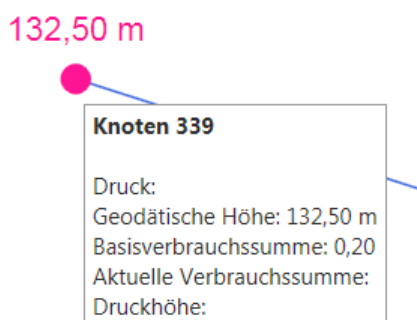 132,50 m
Knoten 339
Druck:
Geodätische Höhe: 132,50 m
Basisverbrauchssumme: 0,20
Aktuelle Verbrauchssumme:
Druckhöhe: